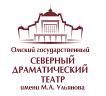 Омский государственный
СЕВЕРНЫЙ
ДРАМАТИЧЕСКИЙ
ТЕАТР
имени М.А. Ульянова